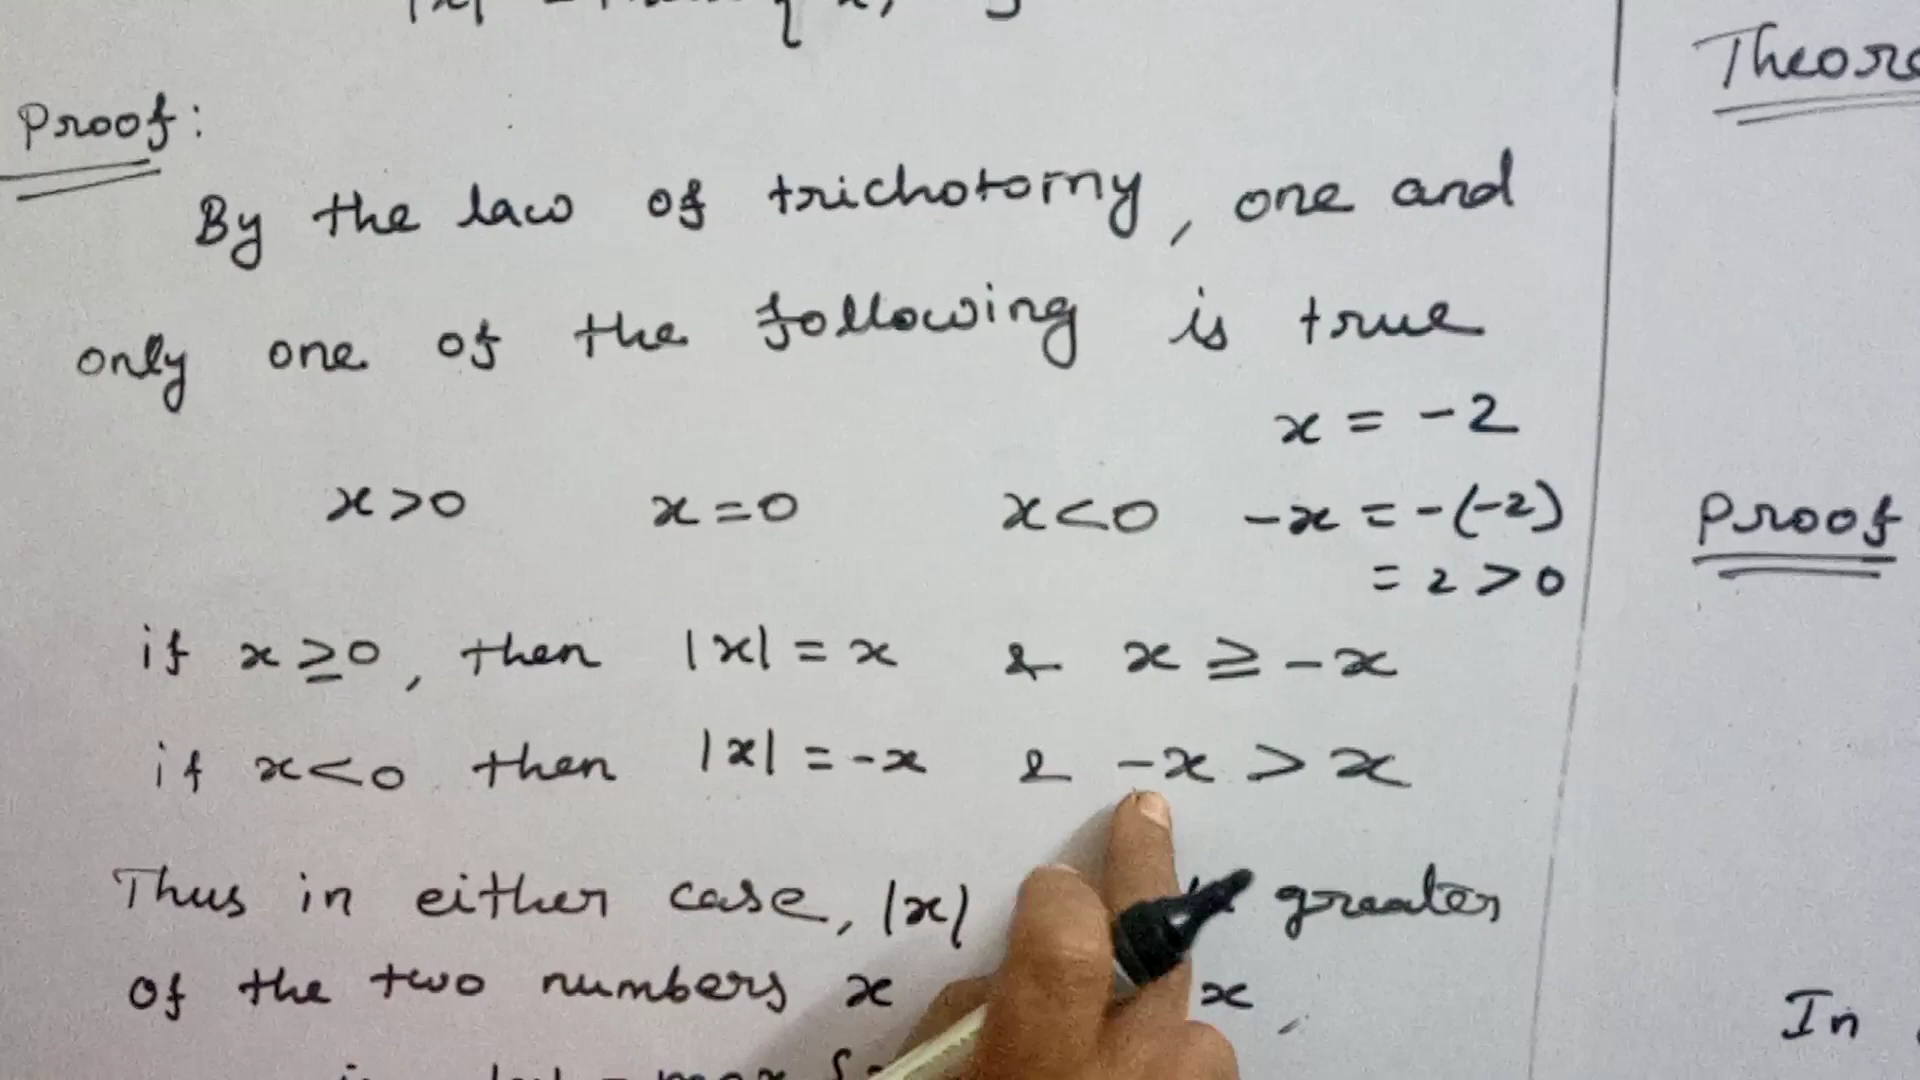 Proof:
By the law of trichotomy, one and
only one of the following is true
x = -2
x>0 x=0 x<0 -x = -(-2)
= 2 > 0
if x ≥ 0, then |x| = x & x ≥ -x
if x<0 then |x| = -x & -x > x
Thus in either case, |x| greater
of the two numbers x x
Theore
Proof
In